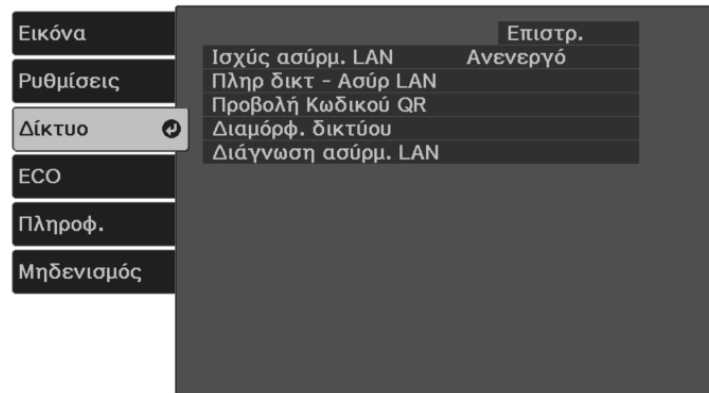 Εικόνα
Ρυθμίσεις
Δίκτυο
ECO
Πληροφ.
Μηδενισμός
Επιστρ.
Ισχύς ασύρμ. LAN Ανενεργό
Πληρ δικτ - Ασύρ LAN
Προβολή Κωδικού QR
Διαμόρφ. δικτύου
Διάγνωση ασύρμ. LAN